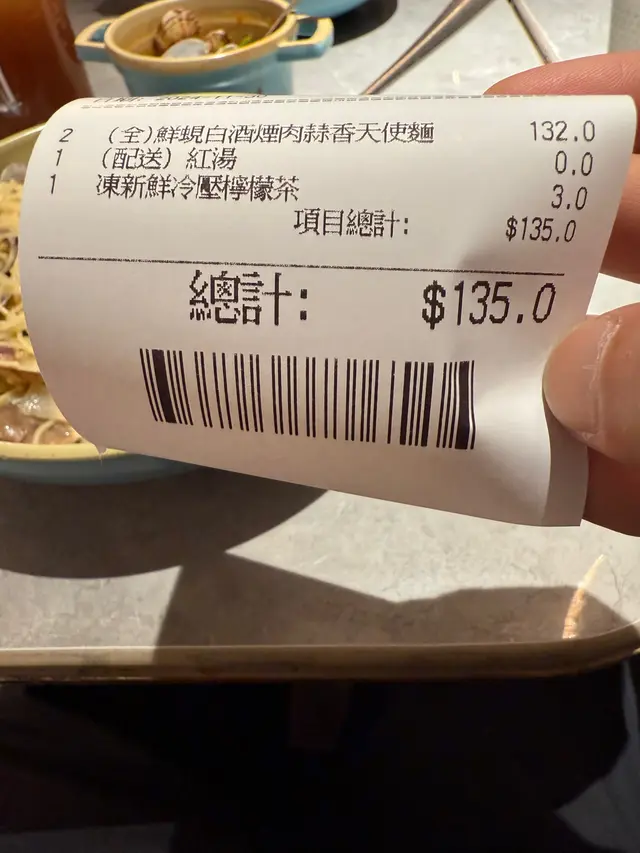 2 (全)鮮蜆白酒煙肉蒜香天使麵 132.0
1 (配送) 紅湯 0.0
1 凍新鮮冷壓檸檬茶 3.0
項目總計: $135.0
總計: $135.0